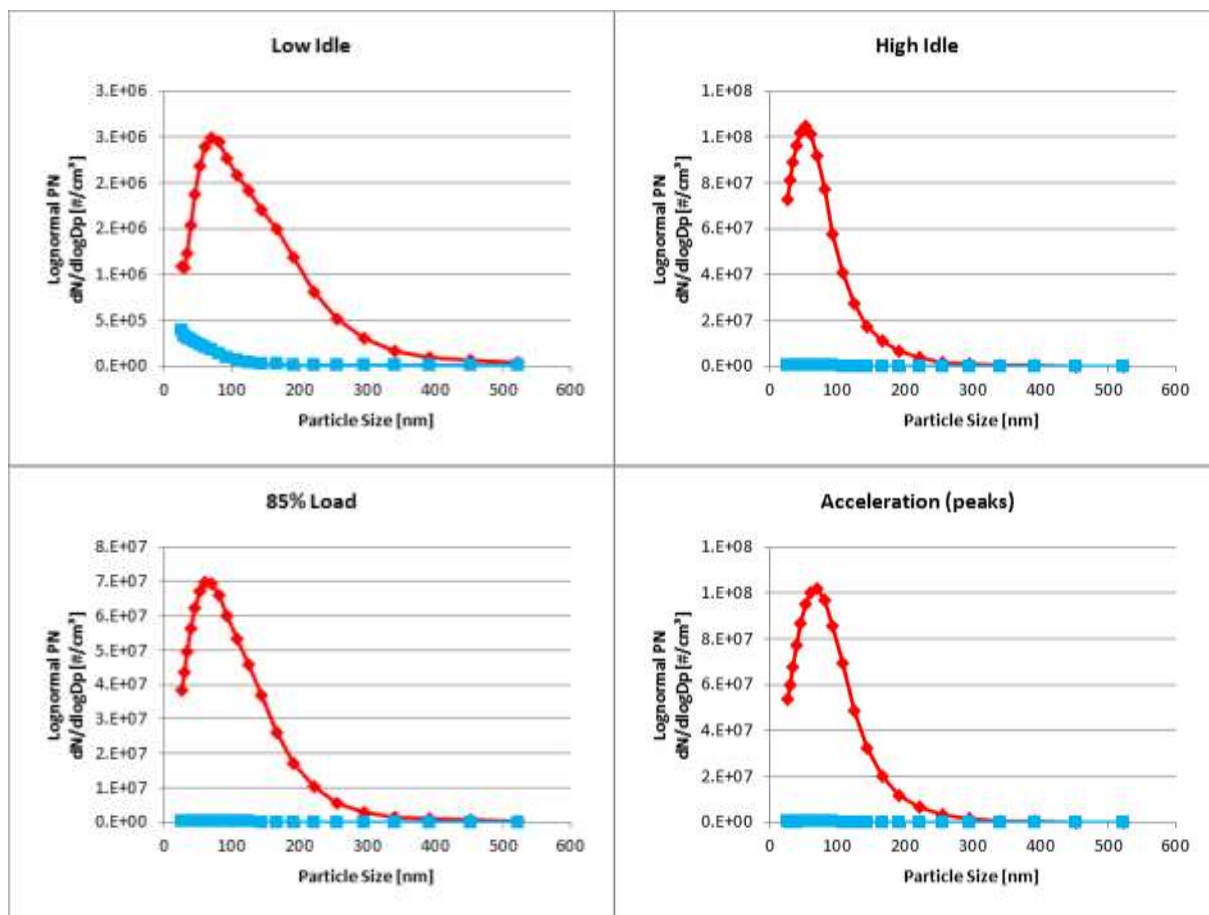 Low Idle
Lognormal PN
dN/dlogDp [#/cm³]
3.E+06
3.E+06
2.E+06
2.E+06
1.E+06
5.E+05
0.E+00
0 100 200 300 400 500 600
Particle Size [nm]
High Idle
Lognormal PN
dN/dlogDp [#/cm³]
1.E+08
1.E+08
8.E+07
6.E+07
4.E+07
2.E+07
0.E+00
0 100 200 300 400 500 600
Particle Size [nm]
85% Load
Lognormal PN
dN/dlogDp [#/cm³]
8.E+07
7.E+07
6.E+07
5.E+07
4.E+07
3.E+07
2.E+07
1.E+07
0.E+00
0 100 200 300 400 500 600
Particle Size [nm]
Acceleration (peaks)
Lognormal PN
dN/dlogDp [#/cm³]
1.E+08
1.E+08
8.E+07
6.E+07
4.E+07
2.E+07
0.E+00
0 100 200 300 400 500 600
Particle Size [nm]